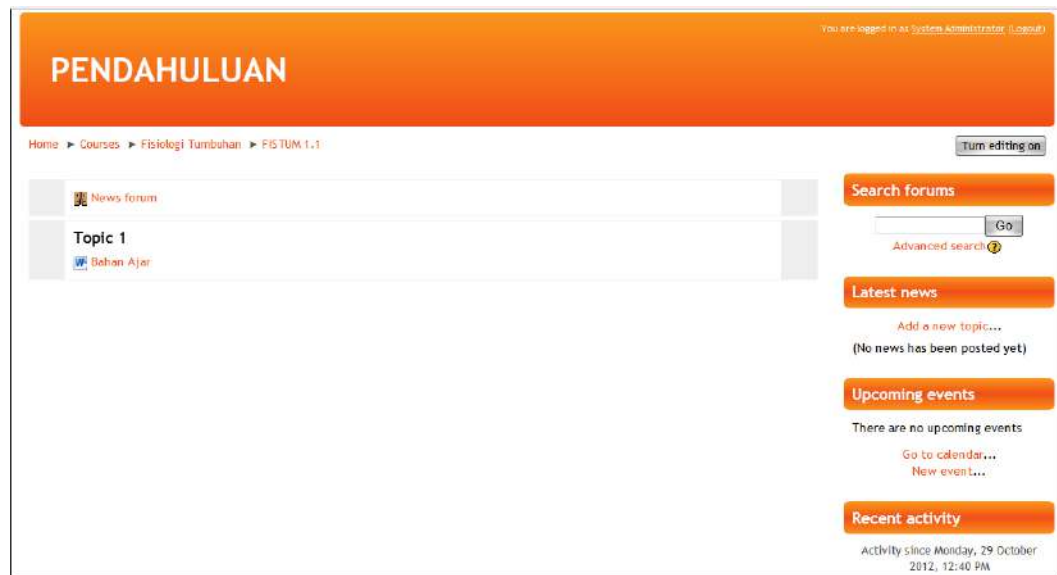 You are logged in as System Administrator (Logout)
PENDAHULUAN
Home ► Courses ► Fisiologi Tumbuhan ► FISTUM 1.1
Turn editing on
News forum
Topic 1
Bahan Ajar
Search forums
Go
Advanced search
Latest news
Add a new topic...
(No news has been posted yet)
Upcoming events
There are no upcoming events
Go to calendar...
New event...
Recent activity
Activity since Monday, 29 October
2012, 12:40 PM